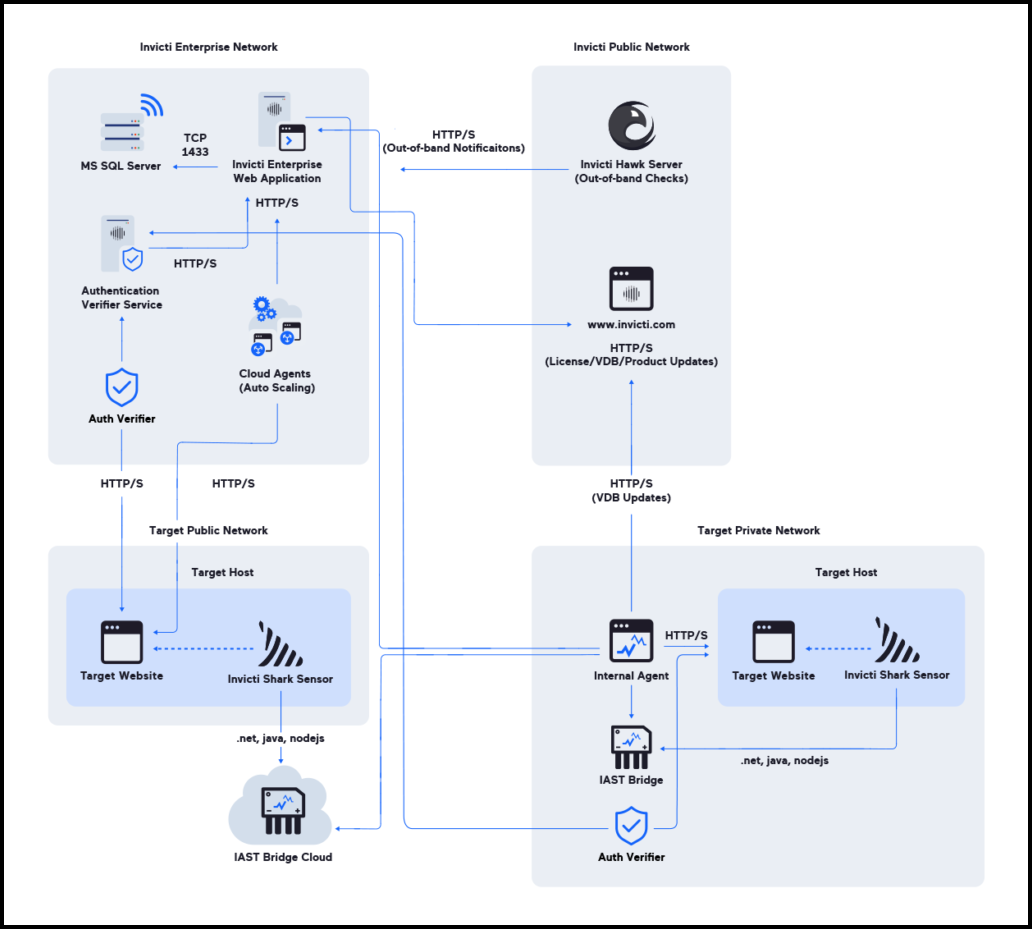 Invicti Enterprise Network
Invicti Public Network
MS SQL Server
TCP
1433
Invicti Enterprise
Web Application
HTTP/S
HTTP/S
(Out-of-band Notificaitons)
Invicti Hawk Server
(Out-of-band Checks)
HTTP/S
Authentication
Verifier Service
www.invicti.com
HTTP/S
(License/VDB/Product Updates)
Cloud Agents
(Auto Scaling)
Auth Verifier
HTTP/S
HTTP/S
HTTP/S
(VDB Updates)
Target Public Network
Target Private Network
Target Host
Target Host
Target Website
Invicti Shark Sensor
Internal Agent
HTTP/S
Target Website
Invicti Shark Sensor
.net, java, nodejs
IAST Bridge
.net, java, nodejs
IAST Bridge Cloud
Auth Verifier